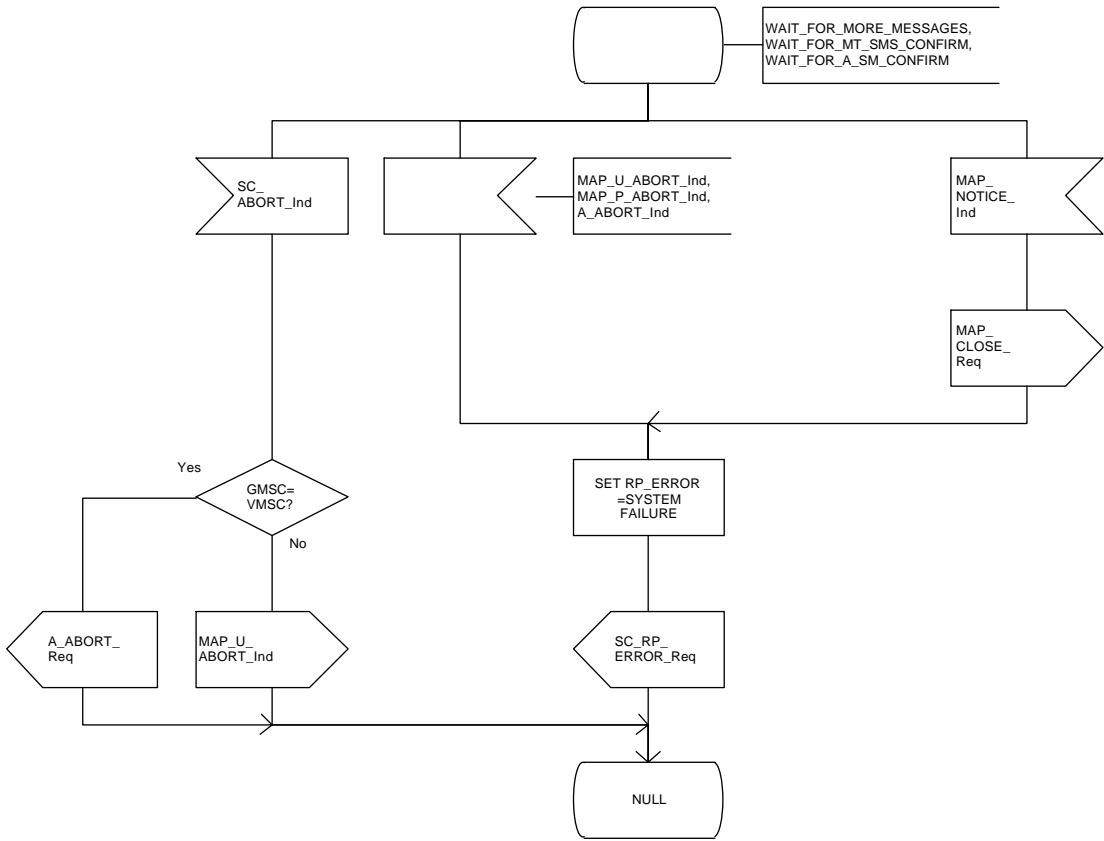 WAIT_FOR_MORE_MESSAGES,
WAIT_FOR_MT_SMS_CONFIRM,
WAIT_FOR_A_SM_CONFIRM
SC_
ABORT_Ind
MAP_U_ABORT_Ind,
MAP_P_ABORT_Ind,
A_ABORT_Ind
MAP_
NOTICE_
Ind
MAP_
CLOSE_
Req
Yes
GMSC=
VMSC?
No
SET RP_ERROR
=SYSTEM
FAILURE
A_ABORT_
Req
MAP_U_
ABORT_Ind
SC_RP_
ERROR_Req
NULL